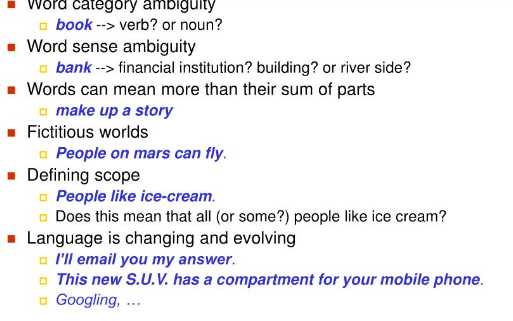 Word category ambiguity
book --> verb? or noun?
Word sense ambiguity
bank --> financial institution? building? or river side?
Words can mean more than their sum of parts
make up a story
Fictitious worlds
People on mars can fly.
Defining scope
People like ice-cream.
Does this mean that all (or some?) people like ice cream?
Language is changing and evolving
I'll email you my answer.
This new S.U.V. has a compartment for your mobile phone.
Googling, …